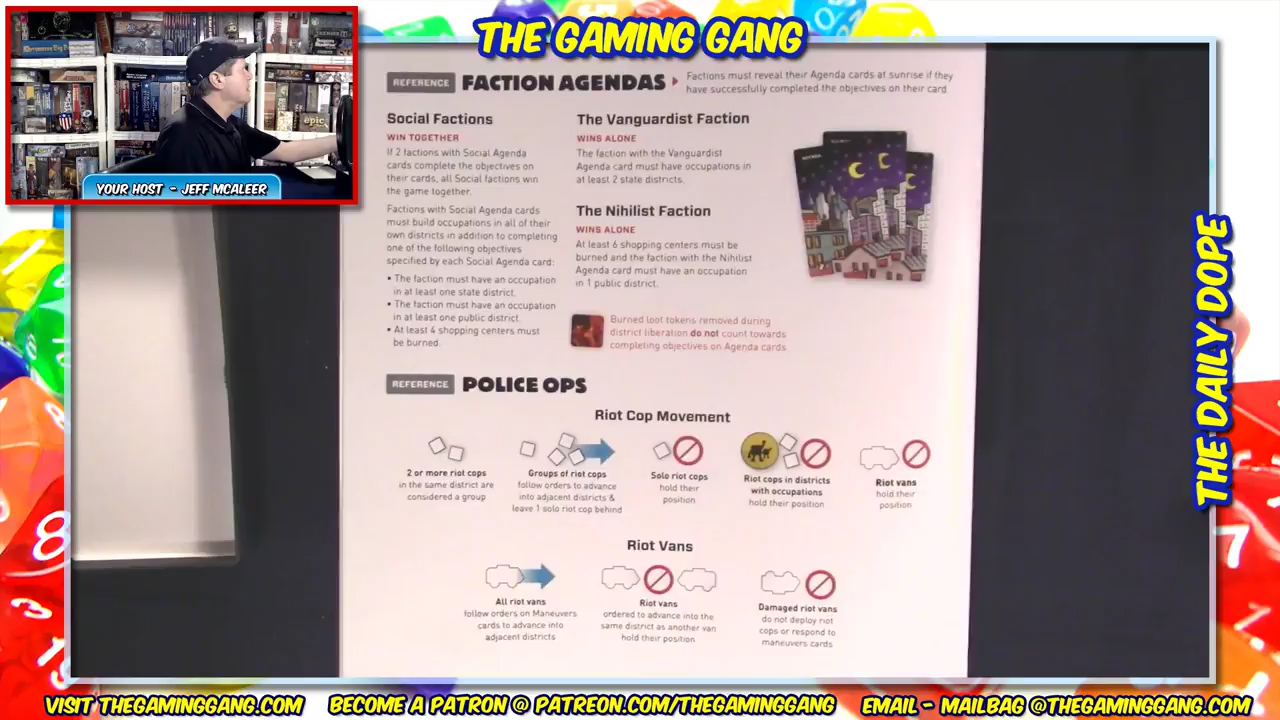 THE GAMING GANG
YOUR HOST - JEFF MCALEER
epic
REFERENCE FACTION AGENDAS
Factions must reveal their Agenda cards at sunrise if they
have successfully completed the objectives on their card
Social Factions
WIN TOGETHER
If 2 factions with Social Agenda
cards complete the objectives on
their cards, all Social factions win
the game together.
Factions with Social Agenda cards
must build occupations in all of their
own districts in addition to completing
one of the following objectives
specified by each Social Agenda card:
• The faction must have an occupation
in at least one state district.
• The faction must have an occupation
in at least one public district.
• At least 4 shopping centers must
be burned.
The Vanguardist Faction
WINS ALONE
The faction with the Vanguardist
Agenda card must have occupations in
at least 2 state districts.
The Nihilist Faction
WINS ALONE
At least 6 shopping centers must be
burned and the faction with the Nihilist
Agenda card must have an occupation
in 1 public district.
Burned loot tokens removed during
district liberation do not count towards
completing objectives on Agenda cards
REFERENCE POLICE OPS
Riot Cop Movement
2 or more riot cops
in the same district are
considered a group
Groups of riot cops
follow orders to advance
into adjacent districts &
leave 1 solo riot cop behind
Solo riot cops
hold their
position
Riot cops in districts
with occupations
hold their position
Riot vans
hold their
position
Riot Vans
All riot vans
follow orders on Maneuvers
cards to advance into
adjacent districts
Riot vans
ordered to advance into the
same district as another van
hold their position
Damaged riot vans
do not deploy riot
cops or respond to
maneuvers cards
THE DAILY DOPE
VISIT THEGAMINGGANG.COM BECOME A PATRON @ PATREON.COM/THEGAMINGGANG EMAIL - MAILBAG @THEGAMINGGANG.COM